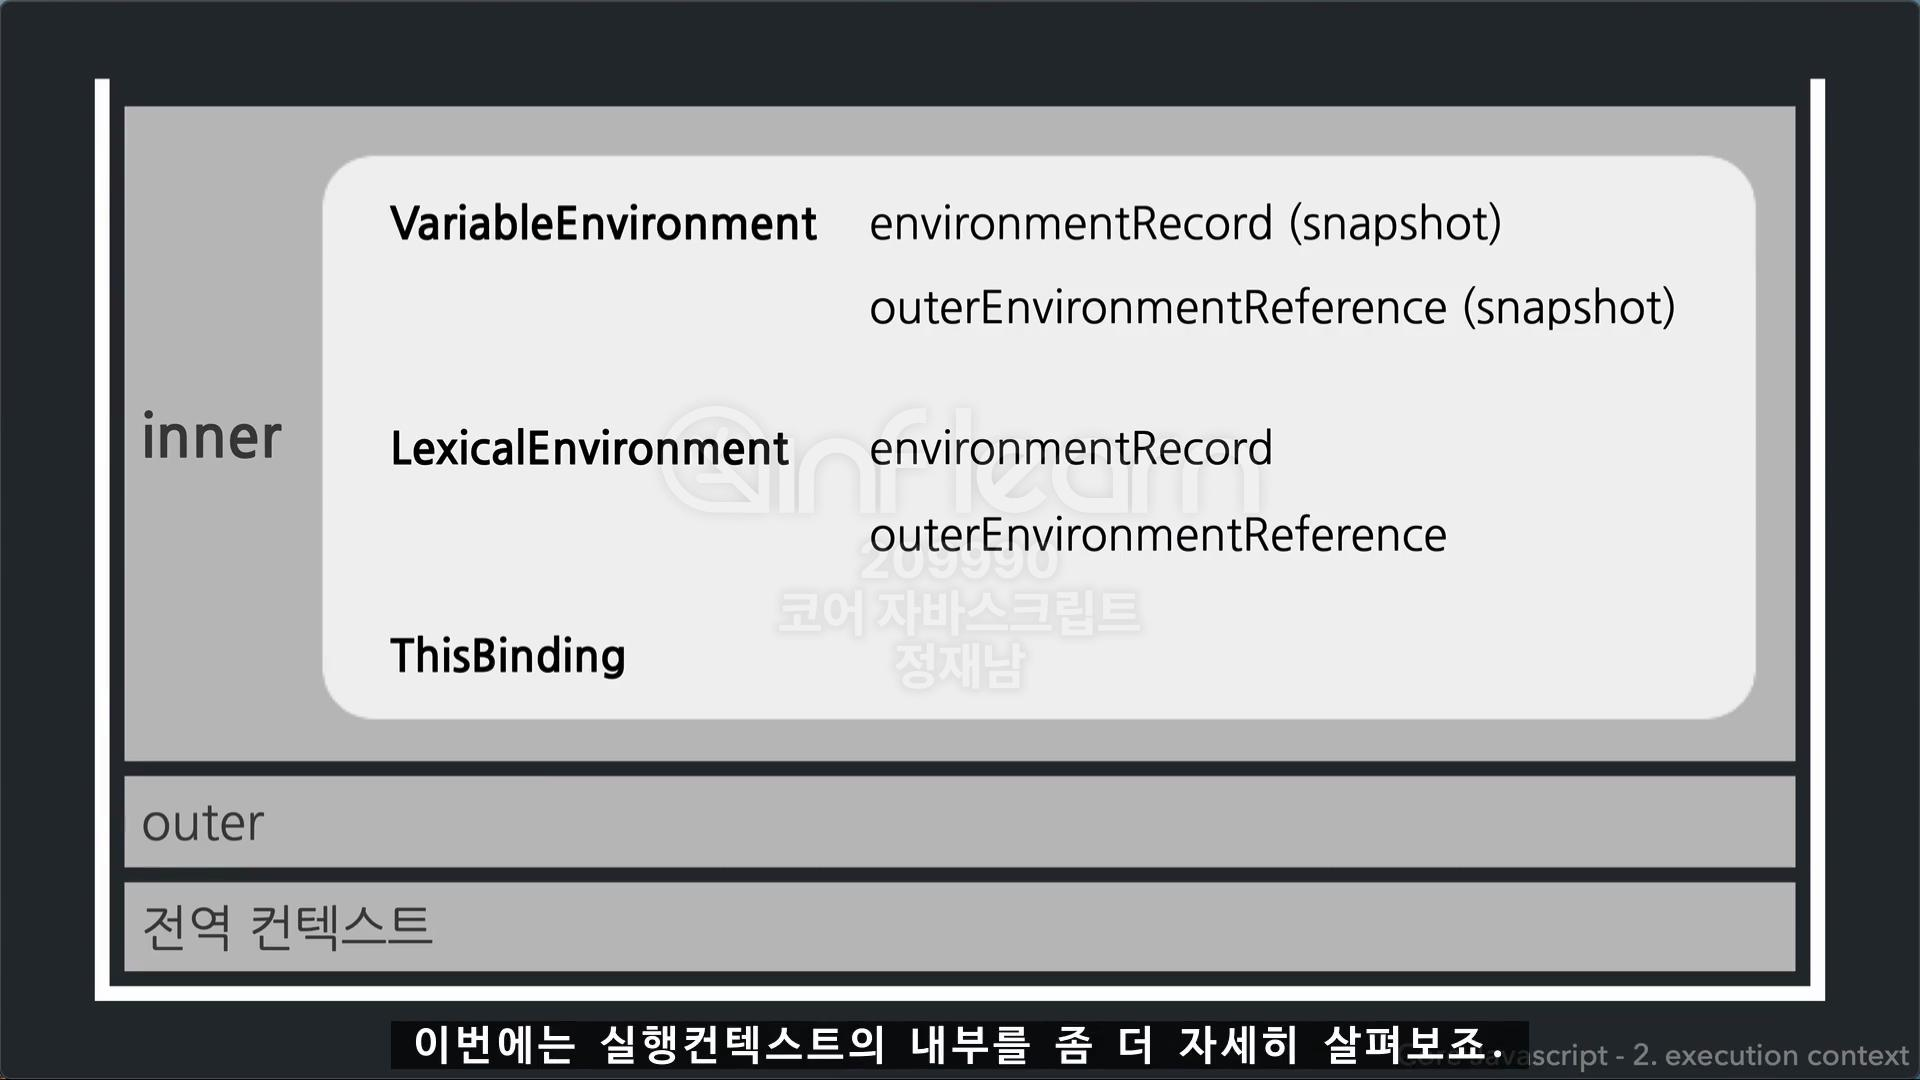 VariableEnvironment environmentRecord (snapshot)
outerEnvironmentReference (snapshot)
inner
LexicalEnvironment environmentRecord
outerEnvironmentReference
ThisBinding
inflearn
209990
코어 자바스크립트
정재남
outer
전역 컨텍스트
이번에는 실행컨텍스트의 내부를 좀 더 자세히 살펴보죠.
Core Javascript - 2. execution context